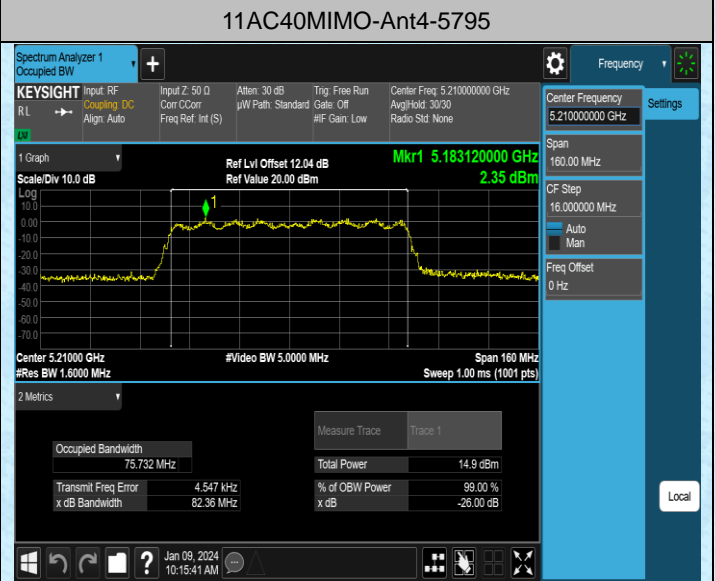 11AC40MIMO-Ant4-5795
Spectrum Analyzer 1
Occupied BW
Frequency
KEYSIGHT
Input: RF
Coupling: DC
Align: Auto
Input Z: 50 Ω
Corr CCorr
Freq Ref: Int (S)
Atten: 30 dB
µW Path: Standard
Trig: Free Run
Gate: Off
#IF Gain: Low
Center Freq: 5.210000000 GHz
Avg|Hold: 30/30
Radio Std: None
RL
LXI
Center Frequency
5.210000000 GHz
Settings
Span
160.00 MHz
CF Step
16.000000 MHz
Auto
Man
Freq Offset
0 Hz
1 Graph
Ref Lvl Offset 12.04 dB
Mkr1 5.183120000 GHz
Scale/Div 10.0 dB
Ref Value 20.00 dBm
2.35 dBm
Log
10.0
0.00
-10.0
-20.0
-30.0
-40.0
-50.0
-60.0
-70.0
1
Center 5.21000 GHz
#Video BW 5.0000 MHz
Span 160 MHz
#Res BW 1.6000 MHz
Sweep 1.00 ms (1001 pts)
2 Metrics
Measure Trace
Trace 1
Occupied Bandwidth
75.732 MHz
Total Power
14.9 dBm
Transmit Freq Error
4.547 kHz
% of OBW Power
99.00 %
x dB Bandwidth
82.36 MHz
x dB
-26.00 dB
Local
Jan 09, 2024
10:15:41 AM